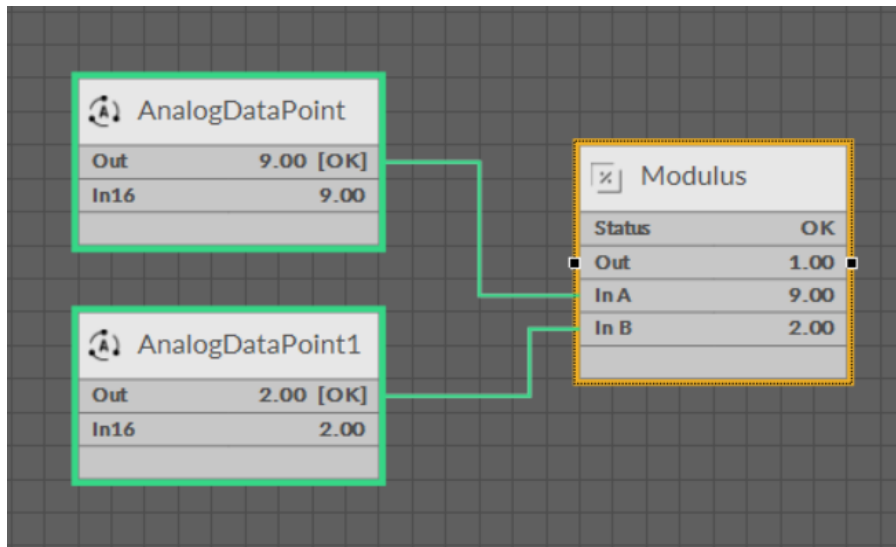 AnalogDataPoint
Out 9.00 [OK]
In16 9.00
AnalogDataPoint1
Out 2.00 [OK]
In16 2.00
Modulus
Status OK
Out 1.00
In A 9.00
In B 2.00